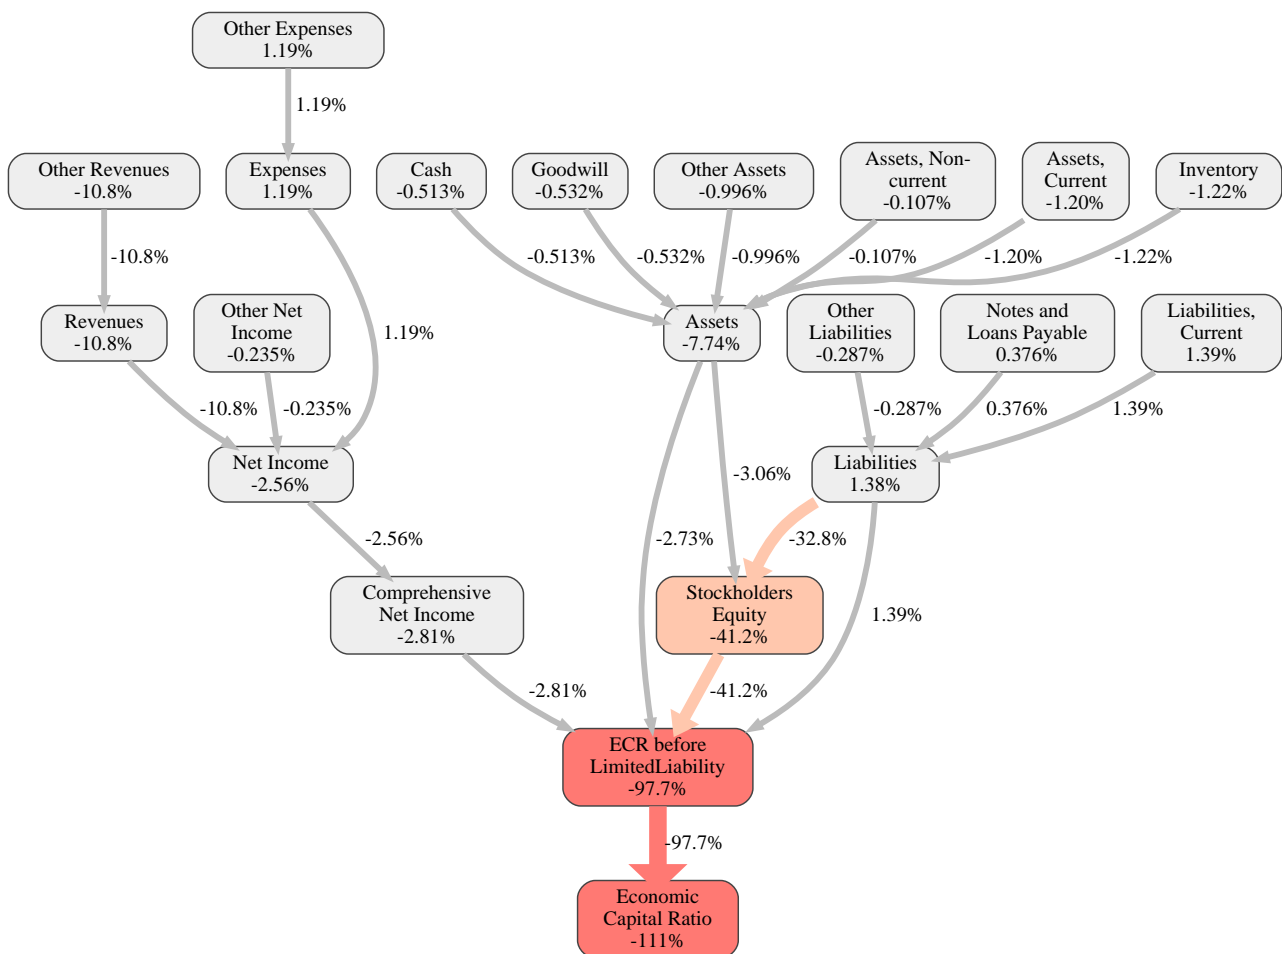 Other Expenses
1.19%
1.19%
Other Revenues
-10.8%
Expenses
1.19%
Cash
-0.513%
Goodwill
-0.532%
Other Assets
-0.996%
Assets, Non-
current
-0.107%
Assets,
Current
-1.20%
Inventory
-1.22%
-10.8%
-0.513%
-0.532%
-0.996%
-0.107%
-1.20%
-1.22%
Revenues
-10.8%
Other Net
Income
-0.235%
1.19%
Assets
-7.74%
Other
Liabilities
-0.287%
Notes and
Loans Payable
0.376%
Liabilities,
Current
1.39%
-10.8%
-0.235%
-0.287%
0.376%
1.39%
Net Income
-2.56%
-3.06%
Liabilities
1.38%
-2.56%
-2.73%
-32.8%
Comprehensive
Net Income
-2.81%
Stockholders
Equity
-41.2%
1.39%
-2.81%
-41.2%
ECR before
LimitedLiability
-97.7%
-97.7%
Economic
Capital Ratio
-111%